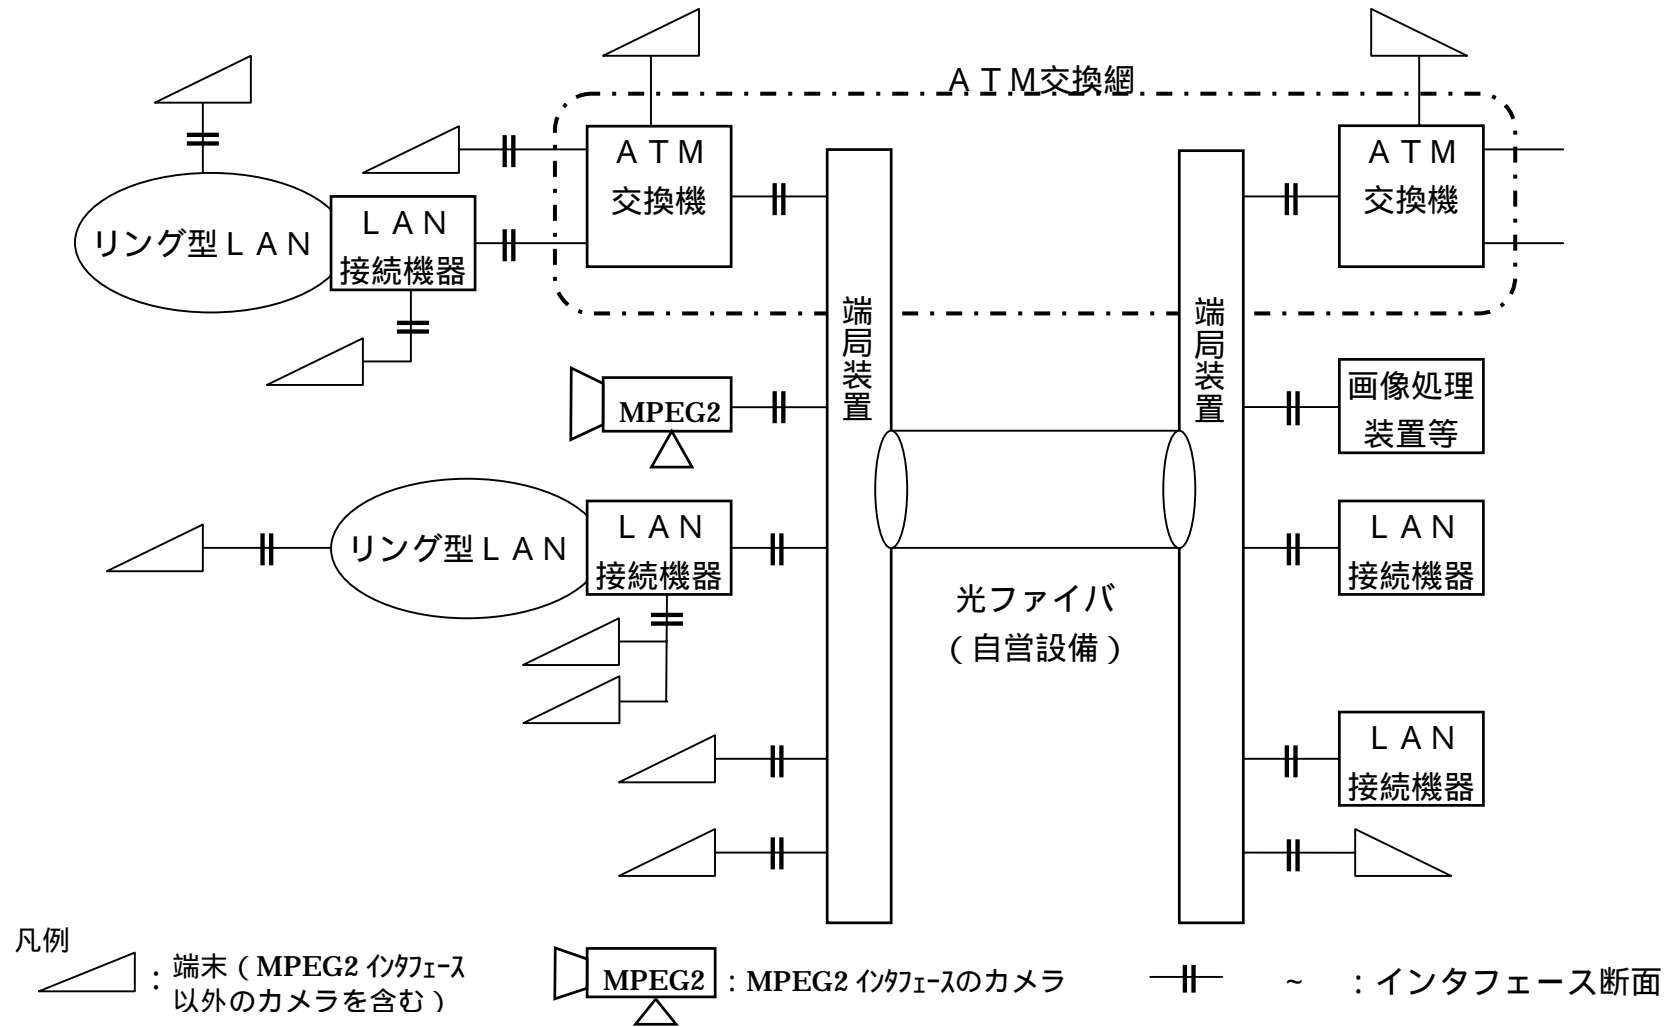 ＡＴＭ交換網
ＡＴＭ
交換機
ＡＴＭ
交換機
リング型ＬＡＮ
ＬＡＮ
接続機器
端局装置
端局装置
MPEG2
画像処理
装置等
リング型ＬＡＮ
ＬＡＮ
接続機器
ＬＡＮ
接続機器
光ファイバ
（自営設備）
ＬＡＮ
接続機器
凡例
：端末（MPEG2 ｲﾝﾀﾌｪｰｽ
以外のカメラを含む）
MPEG2
：MPEG2 ｲﾝﾀﾌｪｰｽのカメラ
～ ：インタフェース断面